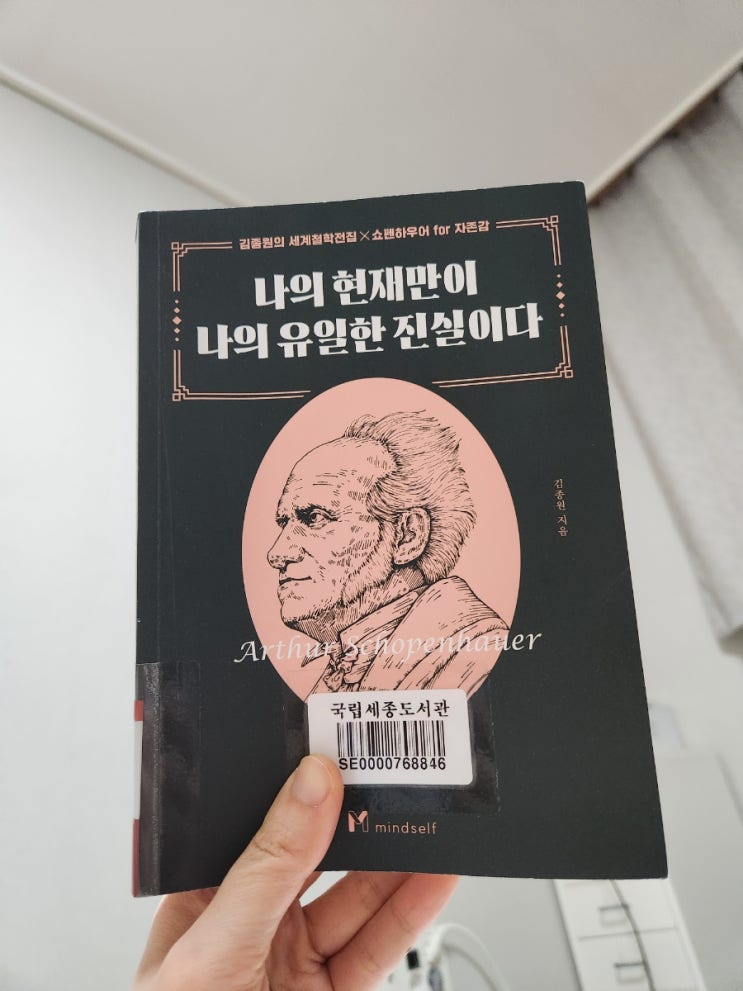 김종원의 세계철학전집×쇼펜하우어 for 자존감
나의 현재만이
나의 유일한 진실이다
김종원 지음
Arthur Schopenhauer
국립세종도서관
SE0000768846
mindself